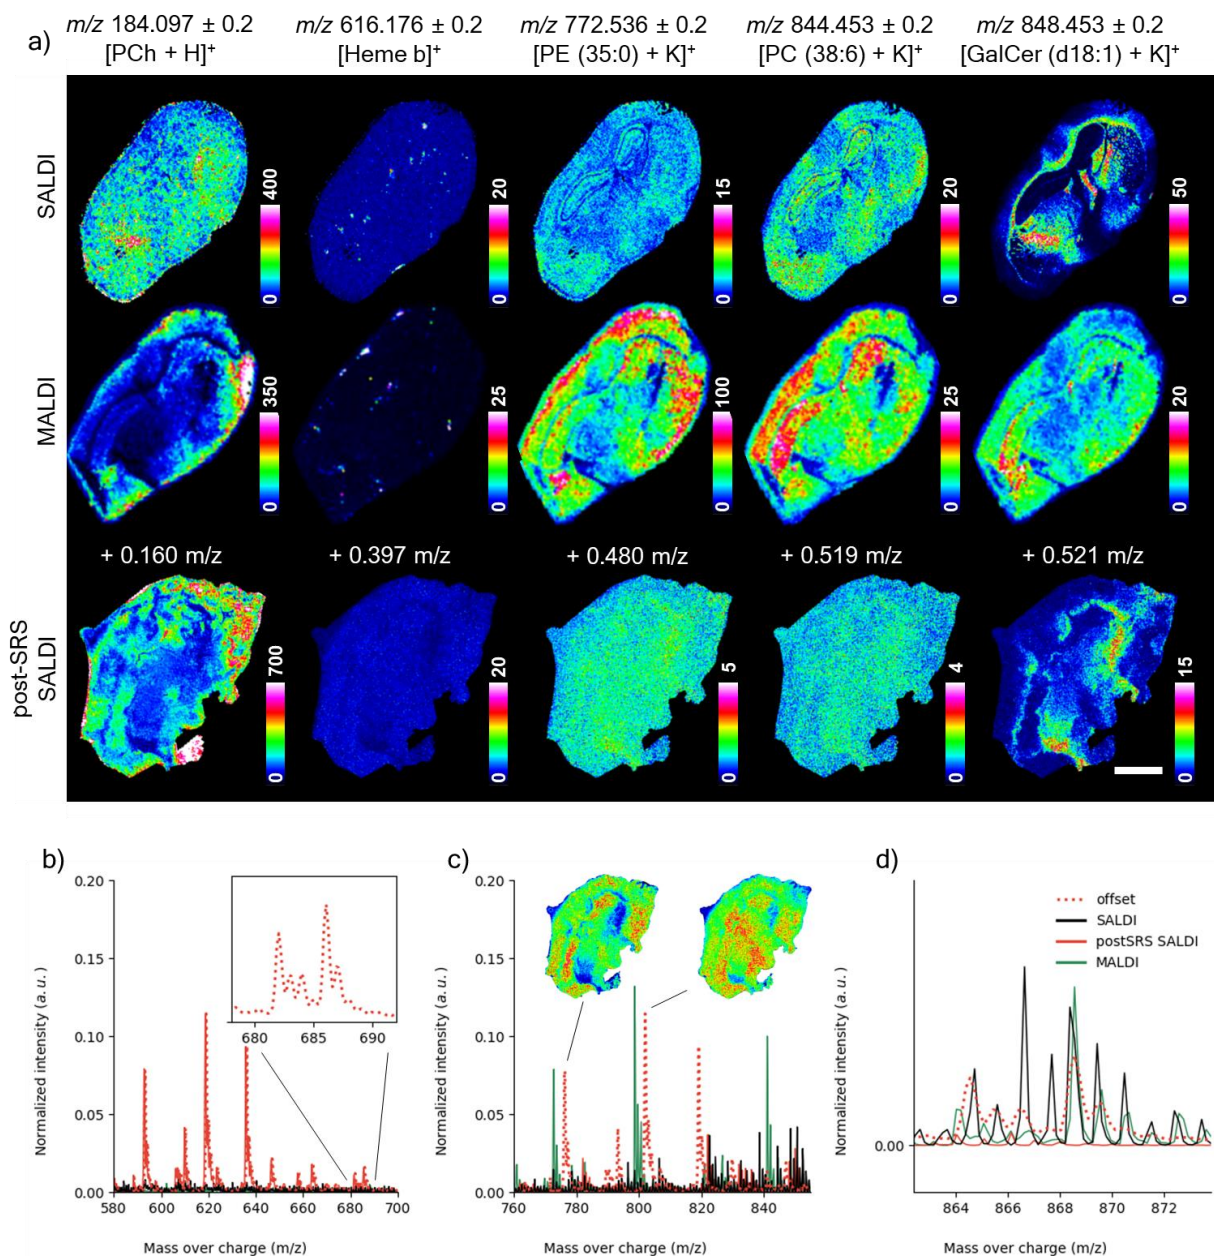 a)
m/z 184.097 ± 0.2
[PCh + H]⁺
m/z 616.176 ± 0.2
[Heme b]⁺
m/z 772.536 ± 0.2
[PE (35:0) + K]⁺
m/z 844.453 ± 0.2
[PC (38:6) + K]⁺
m/z 848.453 ± 0.2
[GalCer (d18:1) + K]⁺
SALDI
0 400
0 20
0 15
0 20
0 50
MALDI
0 350
0 25
0 100
0 25
0 20
post-SRS
SALDI
+ 0.160 m/z
+ 0.397 m/z
+ 0.480 m/z
+ 0.519 m/z
+ 0.521 m/z
0 700
0 20
0 5
0 4
0 15
b)
Normalized intensity (a.u.)
0.20
0.15
0.10
0.05
0.00
580 600 620 640 660 680 700
Mass over charge (m/z)
680 685 690
c)
Normalized intensity (a.u.)
0.20
0.15
0.10
0.05
0.00
760 780 800 820 840
Mass over charge (m/z)
d)
Normalized intensity (a.u.)
0.00
864 866 868 870 872
Mass over charge (m/z)
offset
SALDI
postSRS SALDI
MALDI